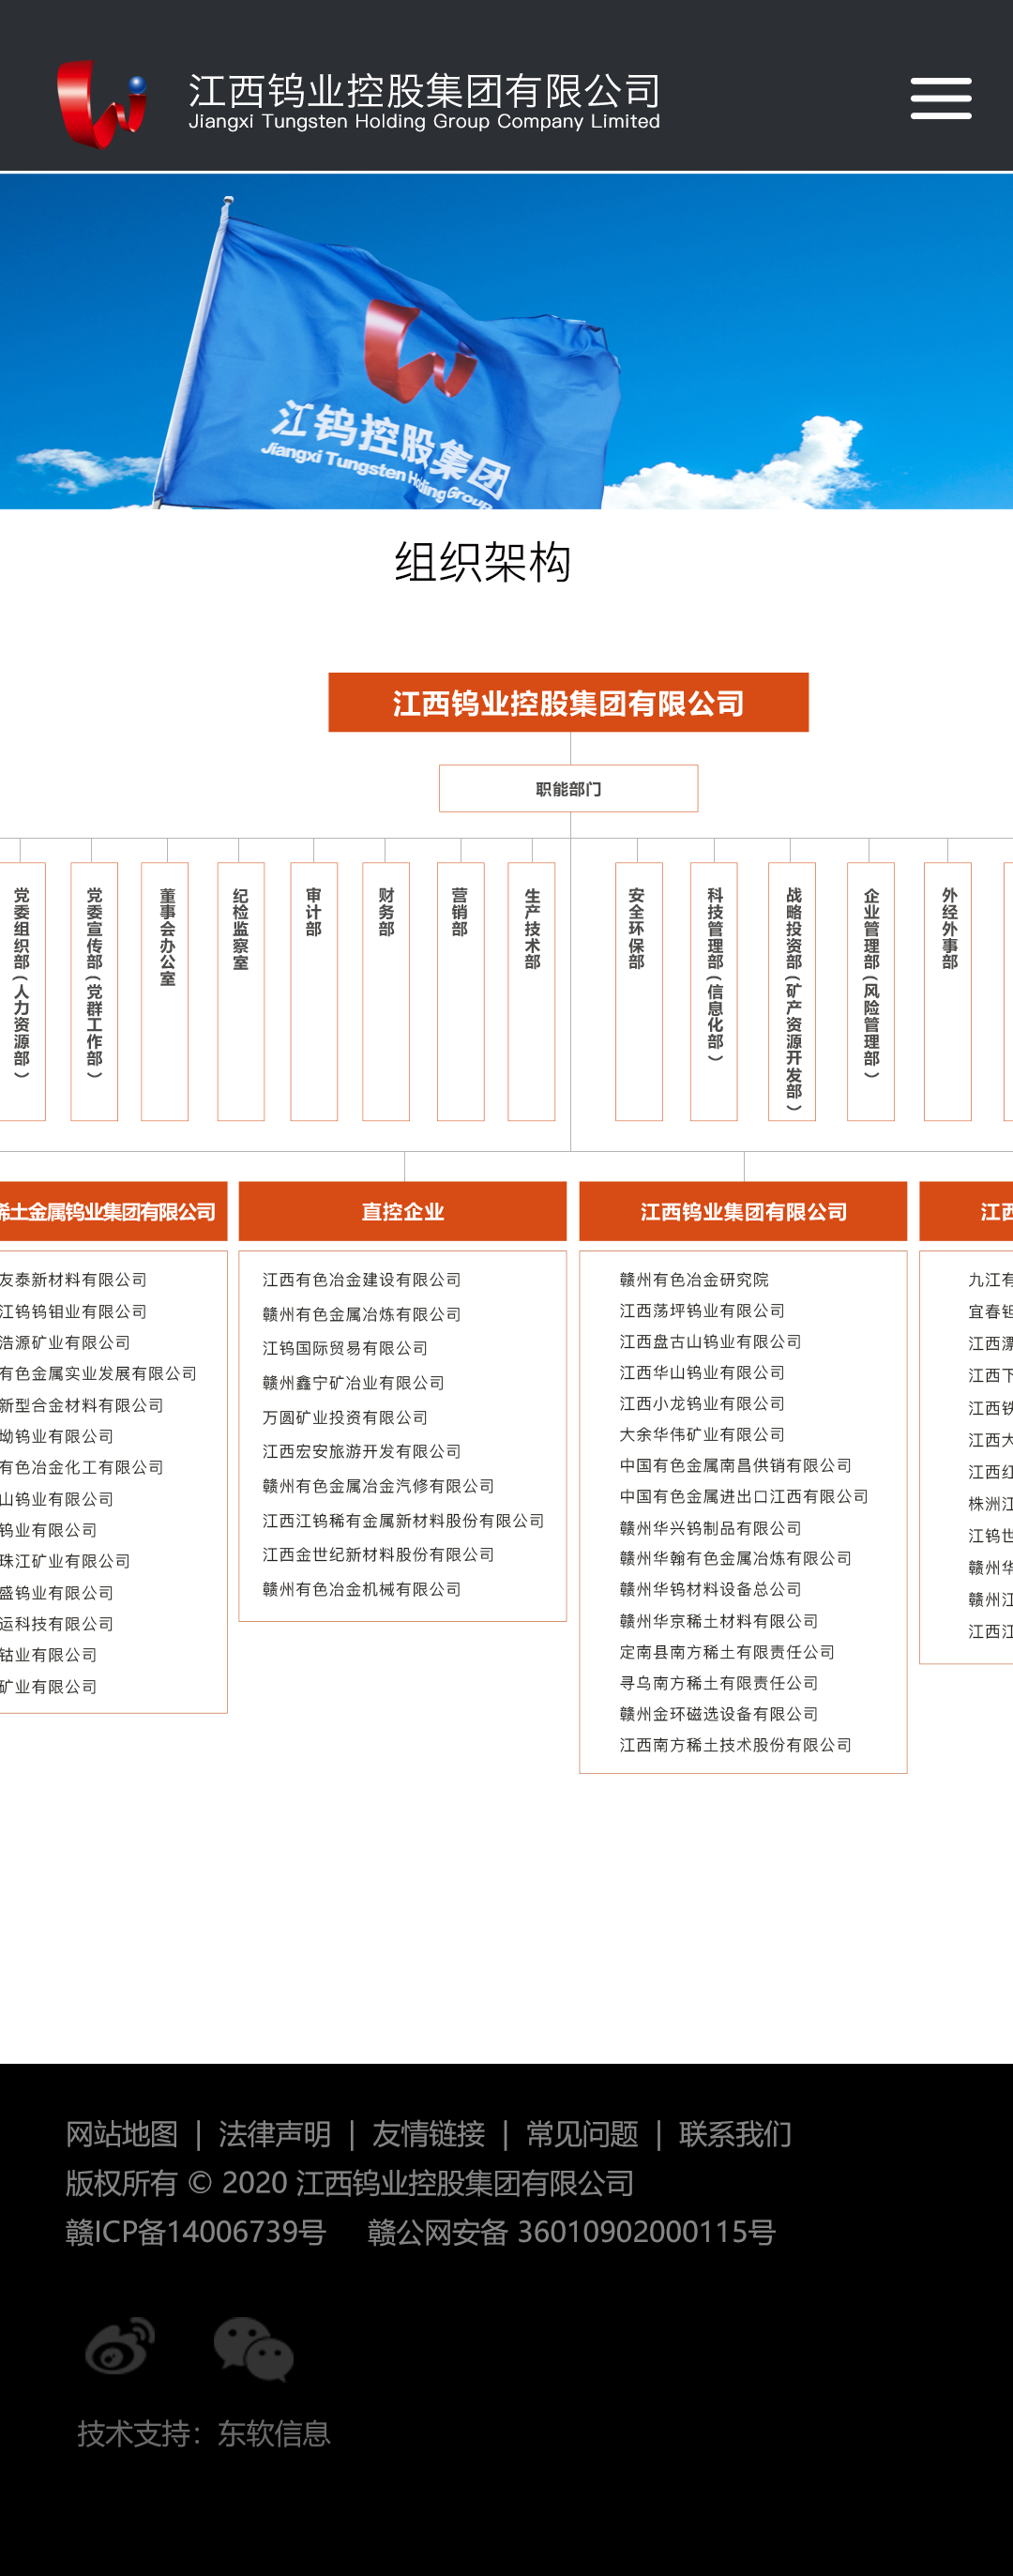 江西钨业控股集团有限公司
Jiangxi Tungsten Holding Group Company Limited
江钨控股集团
Jiangxi Tungsten Holding Group
组织架构
江西钨业控股集团有限公司
职能部门
党委组织部(人力资源部)
党委宣传部(党群工作部)
董事会办公室
纪检监察室
审计部
财务部
营销部
生产技术部
安全环保部
科技管理部(信息化部)
战略投资部(矿产资源开发部)
企业管理部(风险管理部)
外经外事部
稀土金属钨业集团有限公司
友泰新材料有限公司
江钨钨钼业有限公司
浩源矿业有限公司
有色金属实业发展有限公司
新型合金材料有限公司
坳钨业有限公司
有色冶金化工有限公司
山钨业有限公司
钨业有限公司
珠江矿业有限公司
盛钨业有限公司
运科技有限公司
钴业有限公司
矿业有限公司
直控企业
江西有色冶金建设有限公司
赣州有色金属冶炼有限公司
江钨国际贸易有限公司
赣州鑫宁矿冶业有限公司
万圆矿业投资有限公司
江西宏安旅游开发有限公司
赣州有色金属冶金汽修有限公司
江西江钨稀有金属新材料股份有限公司
江西金世纪新材料股份有限公司
赣州有色冶金机械有限公司
江西钨业集团有限公司
赣州有色冶金研究院
江西荡坪钨业有限公司
江西盘古山钨业有限公司
江西华山钨业有限公司
江西小龙钨业有限公司
大余华伟矿业有限公司
中国有色金属南昌供销有限公司
中国有色金属进出口江西有限公司
赣州华兴钨制品有限公司
赣州华翰有色金属冶炼有限公司
赣州华钨材料设备总公司
赣州华京稀土材料有限公司
定南县南方稀土有限责任公司
寻乌南方稀土有限责任公司
赣州金环磁选设备有限公司
江西南方稀土技术股份有限公司
江西
九江有
宜春钽
江西漂
江西下
江西铁
江西大
江西红
株洲江
江钨世
赣州华
赣州江
江西江
网站地图 | 法律声明 | 友情链接 | 常见问题 | 联系我们
版权所有 © 2020 江西钨业控股集团有限公司
赣ICP备14006739号 赣公网安备 36010902000115号
技术支持：东软信息